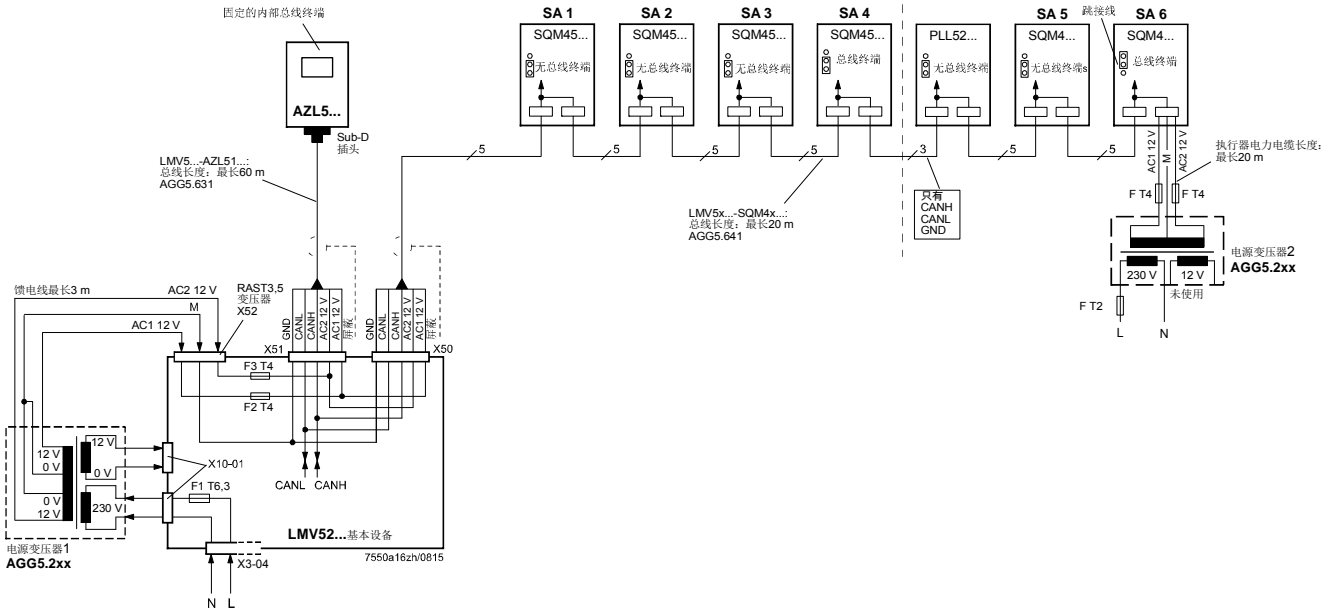 固定的内部总线终端
AZL5...
Sub-D
插头
LMV5...-AZL51...:
总线长度：最长60 m
AGG5.631
SA 1
SQM45...
无总线终端
SA 2
SQM45...
无总线终端
SA 3
SQM45...
无总线终端
SA 4
SQM45...
总线终端
PLL52...
无总线终端
SA 5
SQM4...
无总线终端s
跳接线
SA 6
SQM4...
总线终端
5
5
5
5
3
5
5
LMV5x...-SQM4x...:
总线长度：最长20 m
AGG5.641
只有
CANH
CANL
GND
AC1 12 V
M
AC2 12 V
执行器电力电缆长度：
最长20 m
F T4
F T4
230 V
12 V
未使用
电源变压器2
AGG5.2xx
F T2
L
N
馈电线最长3 m
AC2 12 V
M
AC1 12 V
RAST3,5
变压器
X52
GND
CANL
CANH
AC2 12 V
AC1 12 V
屏蔽
X51
GND
CANL
CANH
AC2 12 V
AC1 12 V
屏蔽
X50
F3 T4
F2 T4
12 V
0 V
0 V
12 V
12 V
0 V
230 V
X10-01
F1 T6,3
CANL
CANH
LMV52...基本设备
7550a16zh/0815
电源变压器1
AGG5.2xx
X3-04
N
L